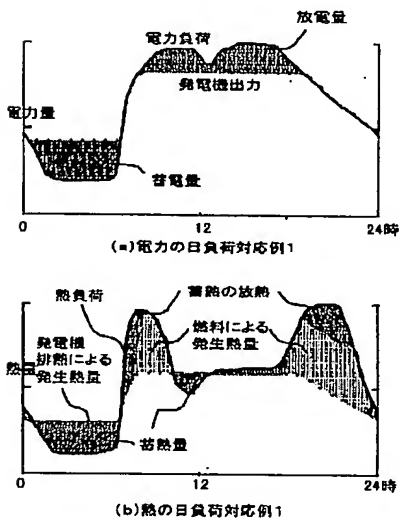 電力負荷
放電量
電力量
発電機出力
蓄電量
0
12
24時
(a)電力の日負荷対応例1
熱負荷
蓄熱の放熱
発電機
排熱による
発生熱量
燃料による
発生熱量
熱量
蓄熱量
0
12
24時
(b)熱の日負荷対応例1